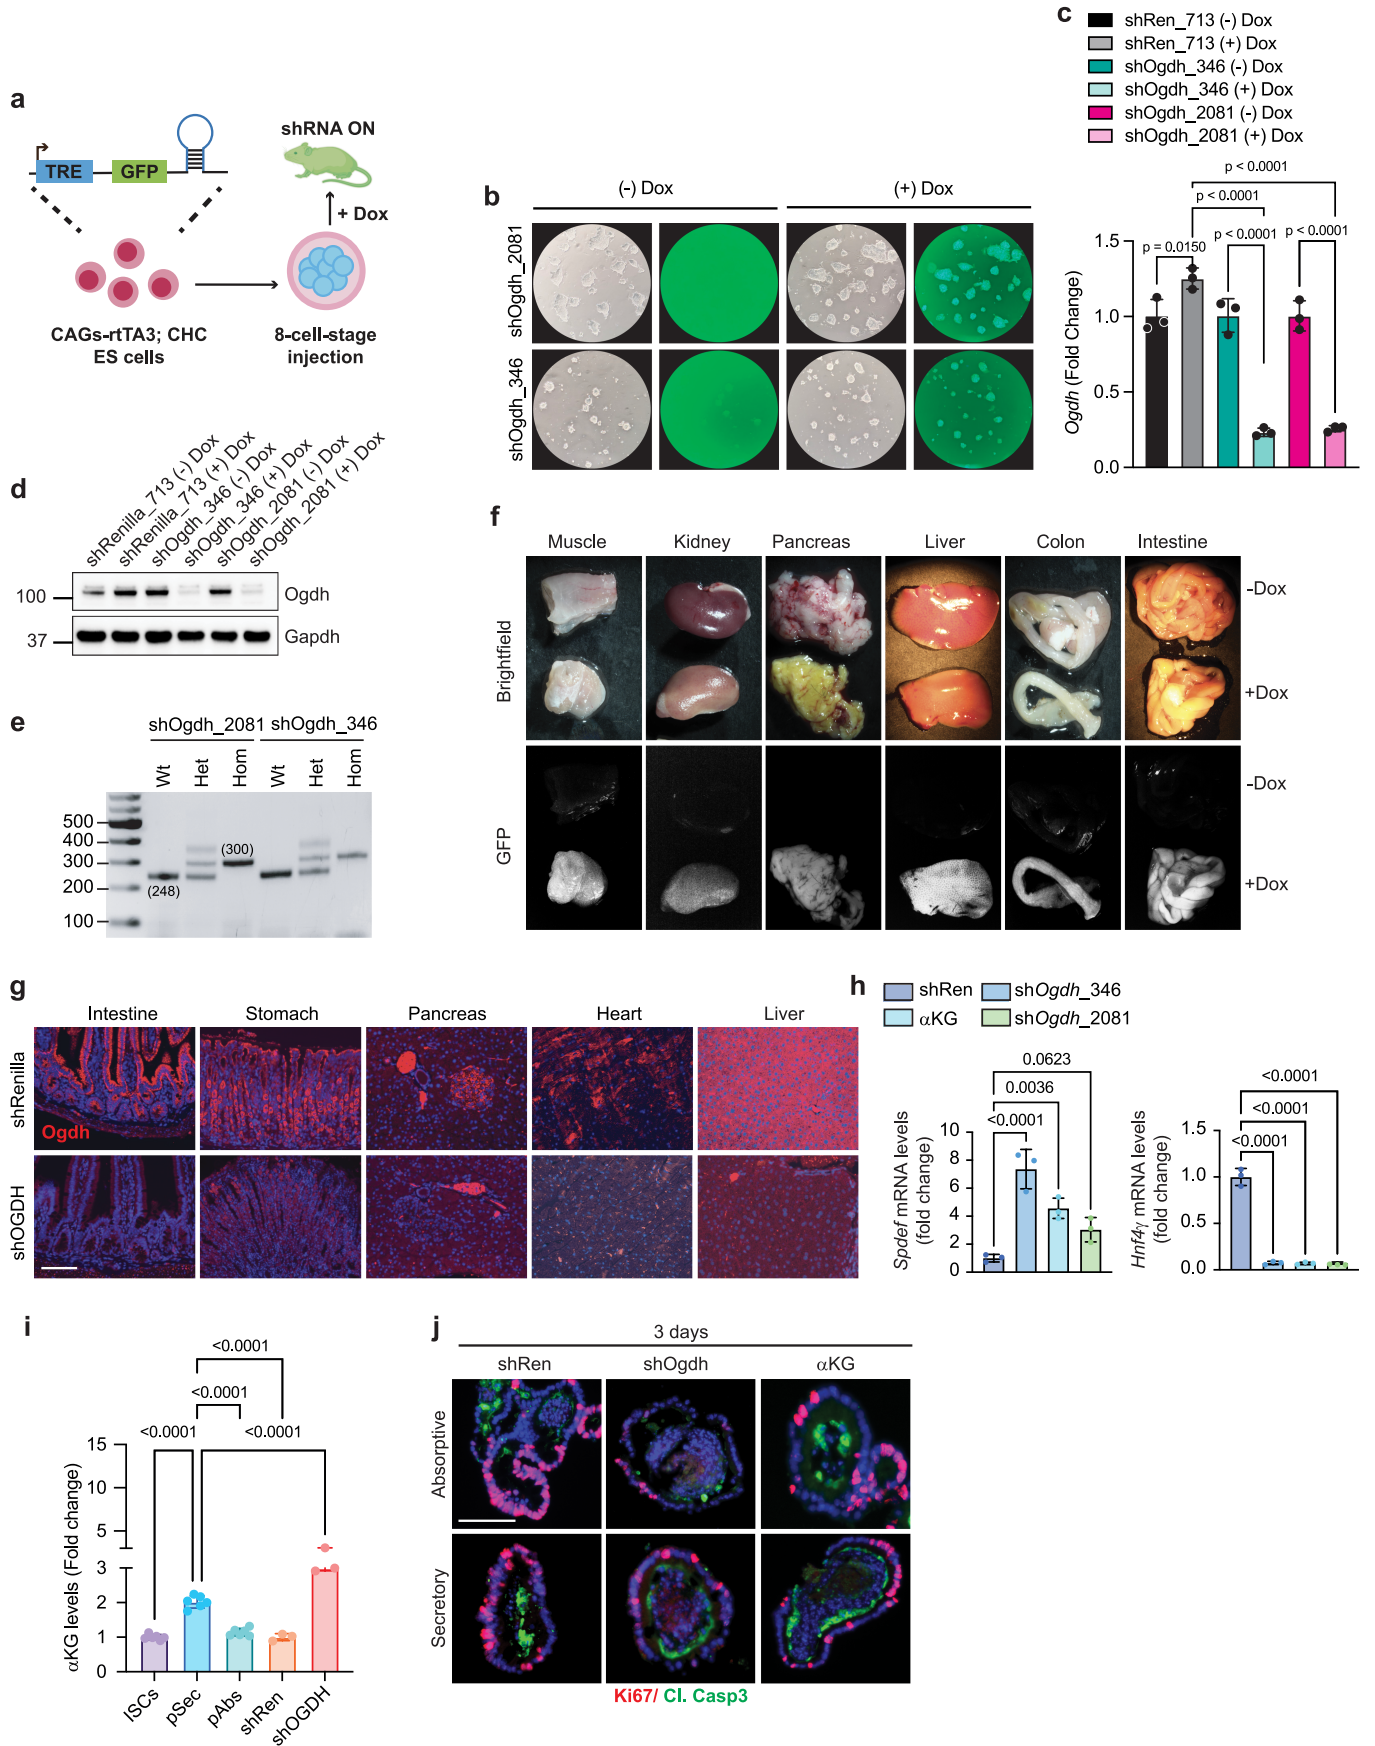 a
TRE
GFP
shRNA ON
+ Dox
CAGs-rtTA3; CHC
ES cells
8-cell-stage
injection
b
(-) Dox
(+) Dox
shOgdh_2081
shOgdh_346
c
shRen_713 (-) Dox
shRen_713 (+) Dox
shOgdh_346 (-) Dox
shOgdh_346 (+) Dox
shOgdh_2081 (-) Dox
shOgdh_2081 (+) Dox
p < 0.0001
p < 0.0001
p < 0.0001
p < 0.0001
p = 0.0150
Ogdh (Fold Change)
1.5
1.0
0.5
0.0
d
shRenilla_713 (-) Dox
shRenilla_713 (+) Dox
shOgdh_346 (-) Dox
shOgdh_346 (+) Dox
shOgdh_2081 (-) Dox
shOgdh_2081 (+) Dox
100
Ogdh
37
Gapdh
e
shOgdh_2081
shOgdh_346
Wt
Het
Hom
Wt
Het
Hom
500
400
300
200
100
(248)
(300)
f
Muscle
Kidney
Pancreas
Liver
Colon
Intestine
Brightfield
GFP
-Dox
+Dox
-Dox
+Dox
g
Intestine
Stomach
Pancreas
Heart
Liver
shRenilla
shOGDH
Ogdh
h
shRen
shOgdh_346
αKG
shOgdh_2081
0.0623
0.0036
<0.0001
Spdef mRNA levels
(fold change)
10
8
6
4
2
0
<0.0001
<0.0001
<0.0001
Hnf4γ mRNA levels
(fold change)
1.5
1.0
0.5
0.0
i
<0.0001
<0.0001
<0.0001
<0.0001
αKG levels (Fold change)
15
10
5
3
2
1
0
ISCs
pSec
pAbs
shRen
shOGDH
j
3 days
shRen
shOgdh
αKG
Absorptive
Secretory
Ki67/ Cl. Casp3